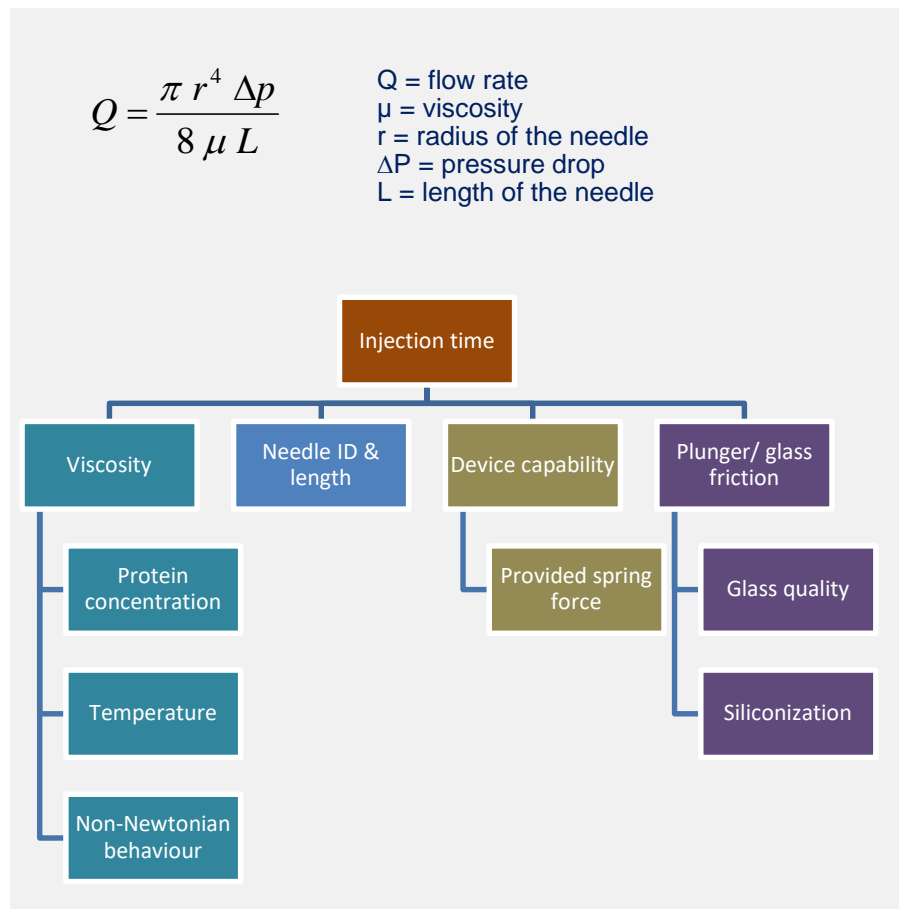 Q = π r⁴ Δp / 8 μ L
Q = flow rate
μ = viscosity
r = radius of the needle
ΔP = pressure drop
L = length of the needle
Injection time
Viscosity
Needle ID &
length
Device capability
Plunger/ glass
friction
Protein
concentration
Provided spring
force
Glass quality
Temperature
Siliconization
Non-Newtonian
behaviour